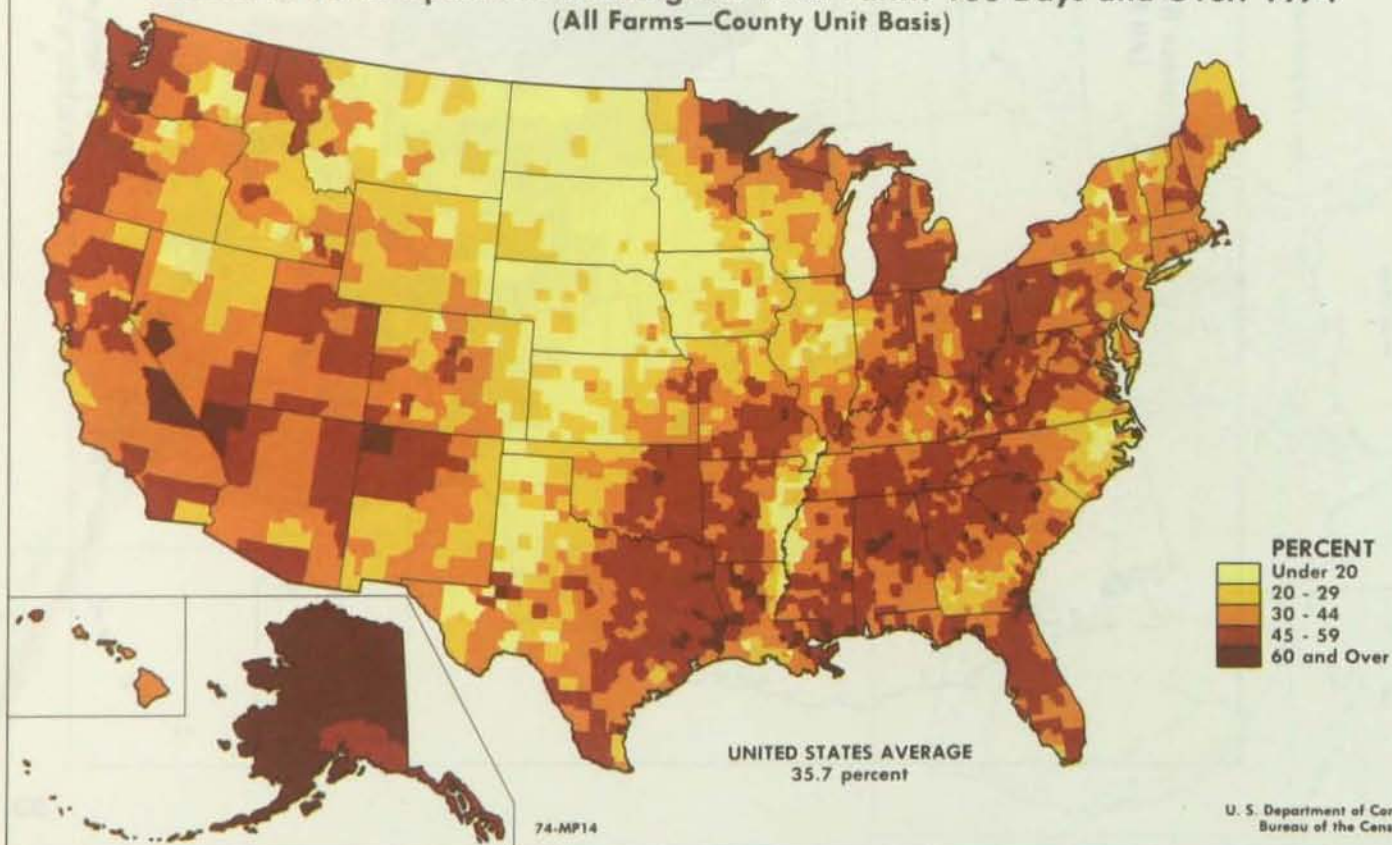 (All Farms—County Unit Basis)
PERCENT
Under 20
20 - 29
30 - 44
45 - 59
60 and Over
UNITED STATES AVERAGE
35.7 percent
74-MP14
U. S. Department of
Bureau of the